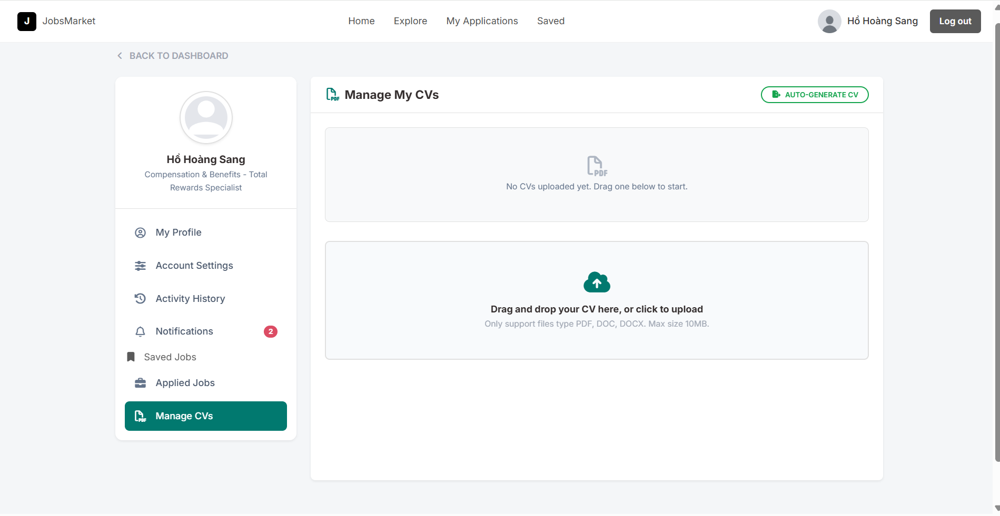 J JobsMarket
Home Explore My Applications Saved
Hồ Hoàng Sang
Log out
BACK TO DASHBOARD
Hồ Hoàng Sang
Compensation & Benefits - Total
Rewards Specialist
My Profile
Account Settings
Activity History
Notifications 2
Saved Jobs
Applied Jobs
PDF Manage CVs
PDF Manage My CVs
AUTO-GENERATE CV
PDF
No CVs uploaded yet. Drag one below to start.
Drag and drop your CV here, or click to upload
Only support files type PDF, DOC, DOCX. Max size 10MB.